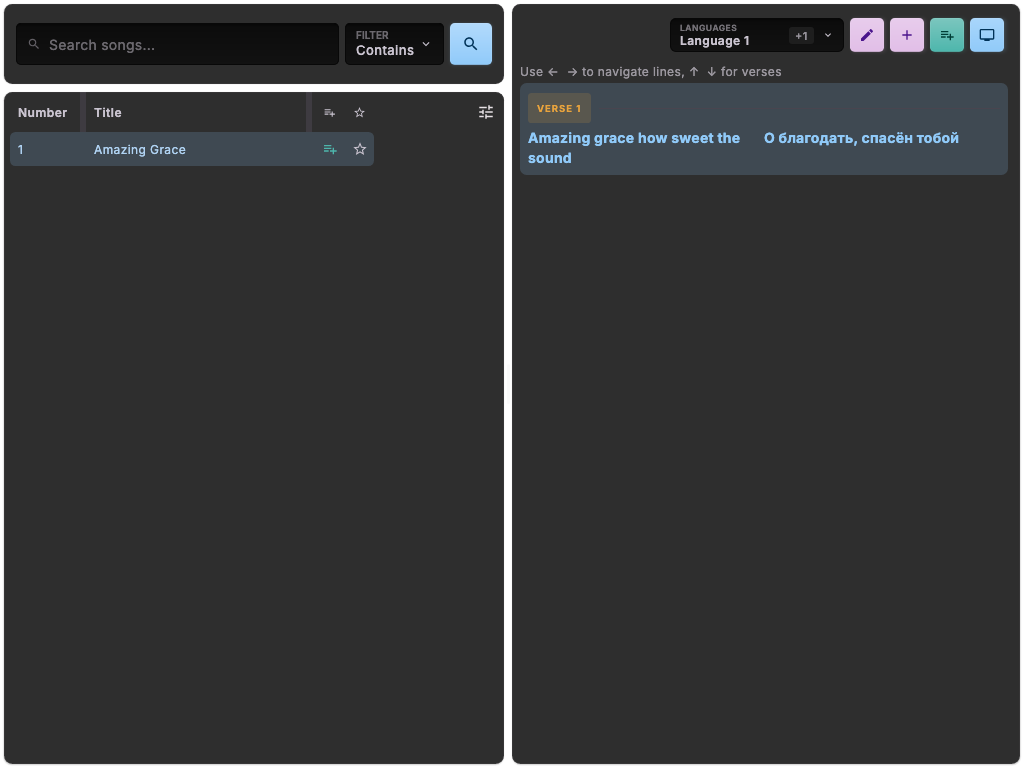 Search songs...
FILTER
Contains
Number
Title
1
Amazing Grace
LANGUAGES
Language 1
+1
Use ← → to navigate lines, ↑ ↓ for verses
VERSE 1
Amazing grace how sweet the
sound
О благодать, спасён тобой